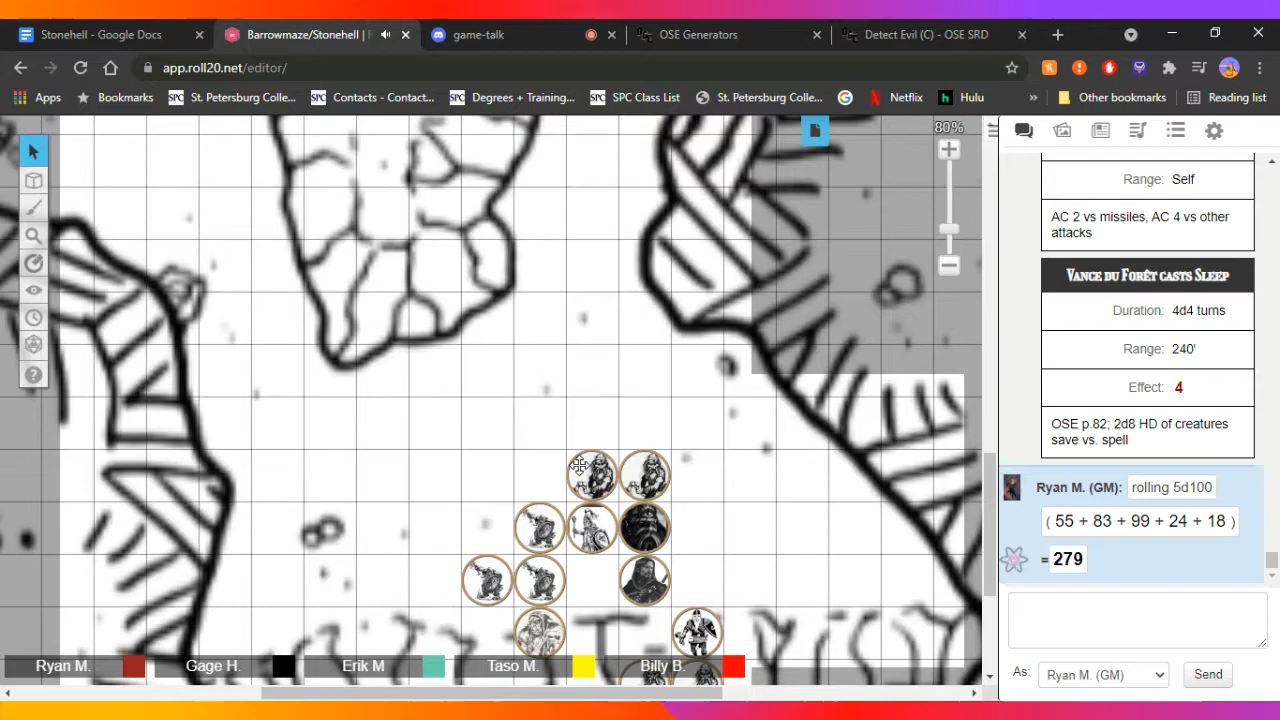 Stonehell - Google Docs
Barrowmaze/Stonehell | R
game-talk
OSE Generators
Detect Evil (C) - OSE SRD
app.roll20.net/editor/
Apps
Bookmarks
SPC St. Petersburg Colle...
SPC Contacts - Contact...
SPC Degrees + Training...
SPC SPC Class List
St. Petersburg Colle...
Netflix
h Hulu
»
Other bookmarks
Reading list
80%
Range: Self
AC 2 vs missiles, AC 4 vs other
attacks
VANCE DU FORÊT CASTS SLEEP
Duration: 4d4 turns
Range: 240'
Effect: 4
OSE p.82; 2d8 HD of creatures
save vs. spell
Ryan M. (GM): rolling 5d100
( 55 + 83 + 99 + 24 + 18 )
= 279
Ryan M.
Gage H.
Erik M
Taso M.
Billy B.
As: Ryan M. (GM)
Send